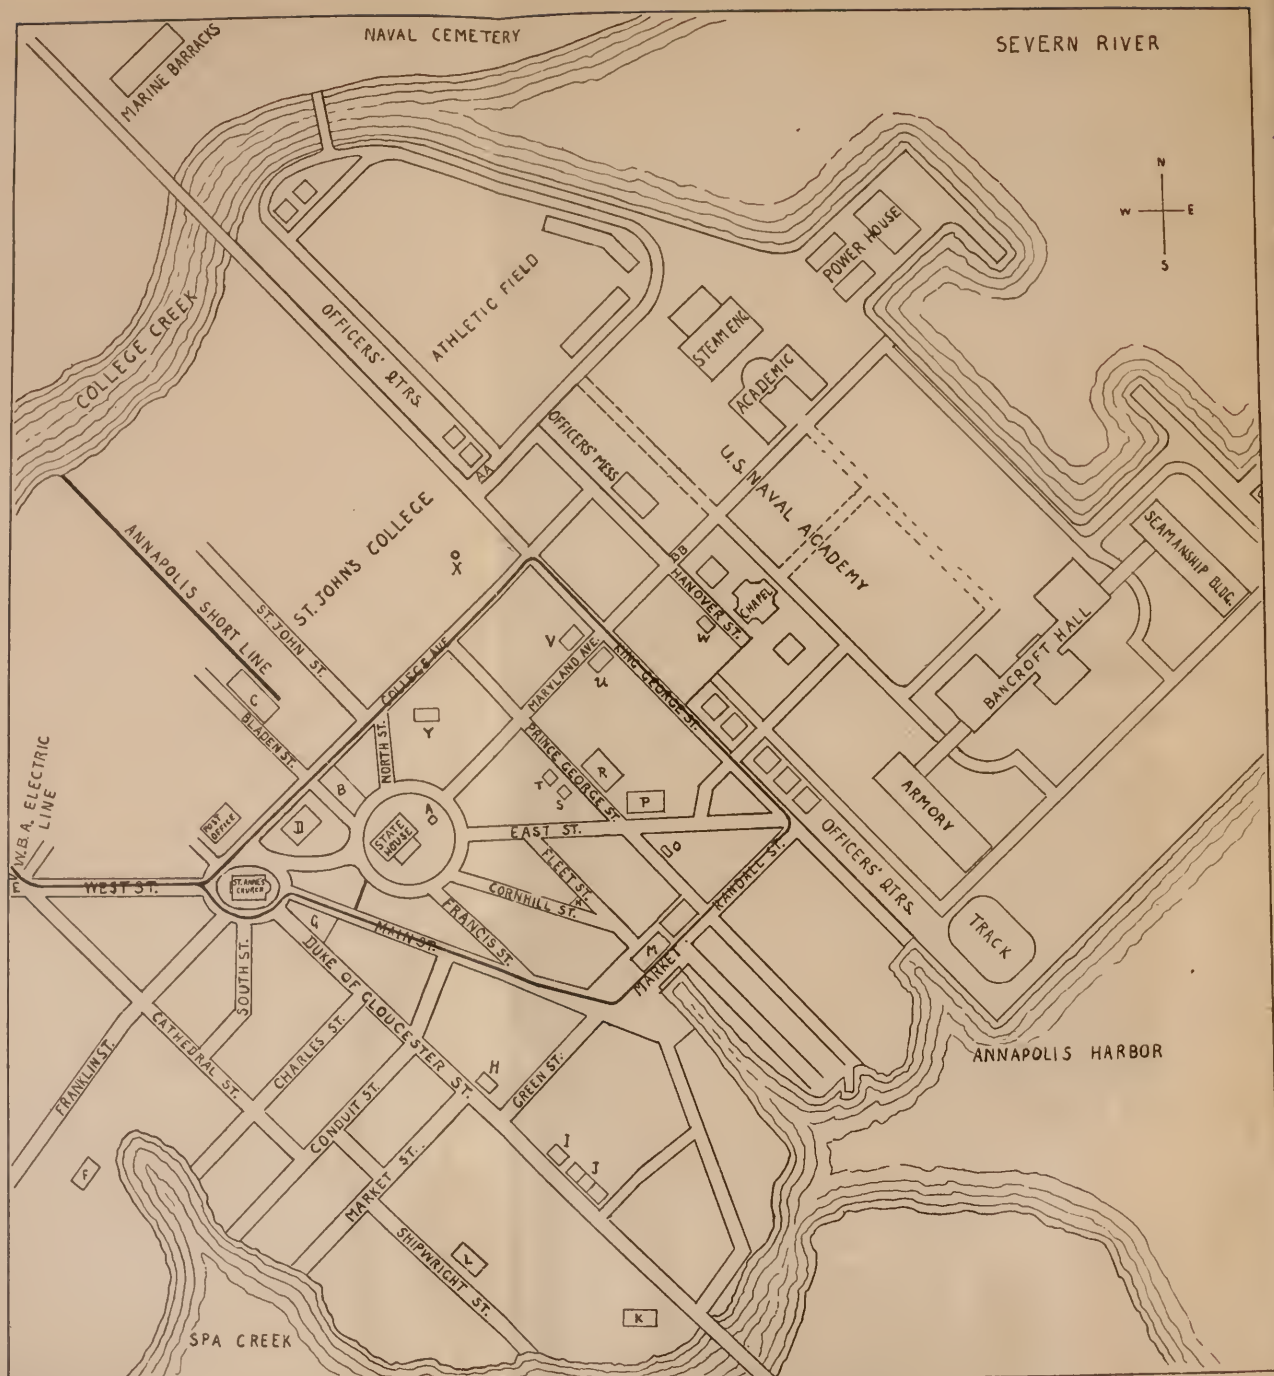 NAVAL CEMETERY
SEVERN RIVER
MARINE BARRACKS
N
W
E
S
POWER HOUSE
COLLEGE CREEK
OFFICERS' QTRS.
ATHLETIC FIELD
STEAM ENG.
ACADEMIC
OFFICERS' MESS
U.S. NAVAL ACADEMY
AA
BB
ANNAPOLIS SHORT LINE
ST. JOHN'S COLLEGE
X
ST. JOHN ST.
HANOVER ST.
CHAPEL
SEAMANSHIP BLDG.
BANCROFT HALL
W
V
U
MARYLAND AVE.
KING GEORGE ST.
COLLEGE AVE
C
BLADEN ST.
NORTH ST.
Y
PRINCE GEORGE ST.
R
T
S
P
B
D
A
STATE HOUSE
POST OFFICE
W.B.A. ELECTRIC LINE
E
WEST ST.
ST. ANNE'S CHURCH
EAST ST.
O
FLEET ST.
CORNHILL ST.
FRANCIS ST.
RANDALL ST.
ARMORY
OFFICERS' QTRS.
TRACK
M
MARKET
G
MAIN ST.
DUKE OF GLOUCESTER ST.
SOUTH ST.
CATHEDRAL ST.
FRANKLIN ST.
CHARLES ST.
CONDUIT ST.
MARKET ST.
GREEN ST.
H
I
J
F
SHIPWRIGHT ST.
L
K
ANNAPOLIS HARBOR
SPA CREEK